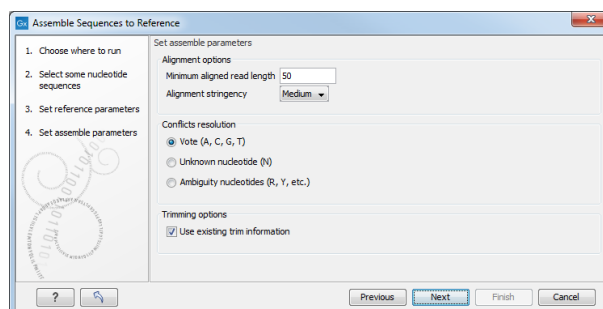 Gx Assemble Sequences to Reference
1. Choose where to run
2. Select some nucleotide
sequences
3. Set reference parameters
4. Set assemble parameters
Set assemble parameters
Alignment options
Minimum aligned read length 50
Alignment stringency Medium
Conflicts resolution
Vote (A, C, G, T)
Unknown nucleotide (N)
Ambiguity nucleotides (R, Y, etc.)
Trimming options
Use existing trim information
? Previous Next Finish Cancel